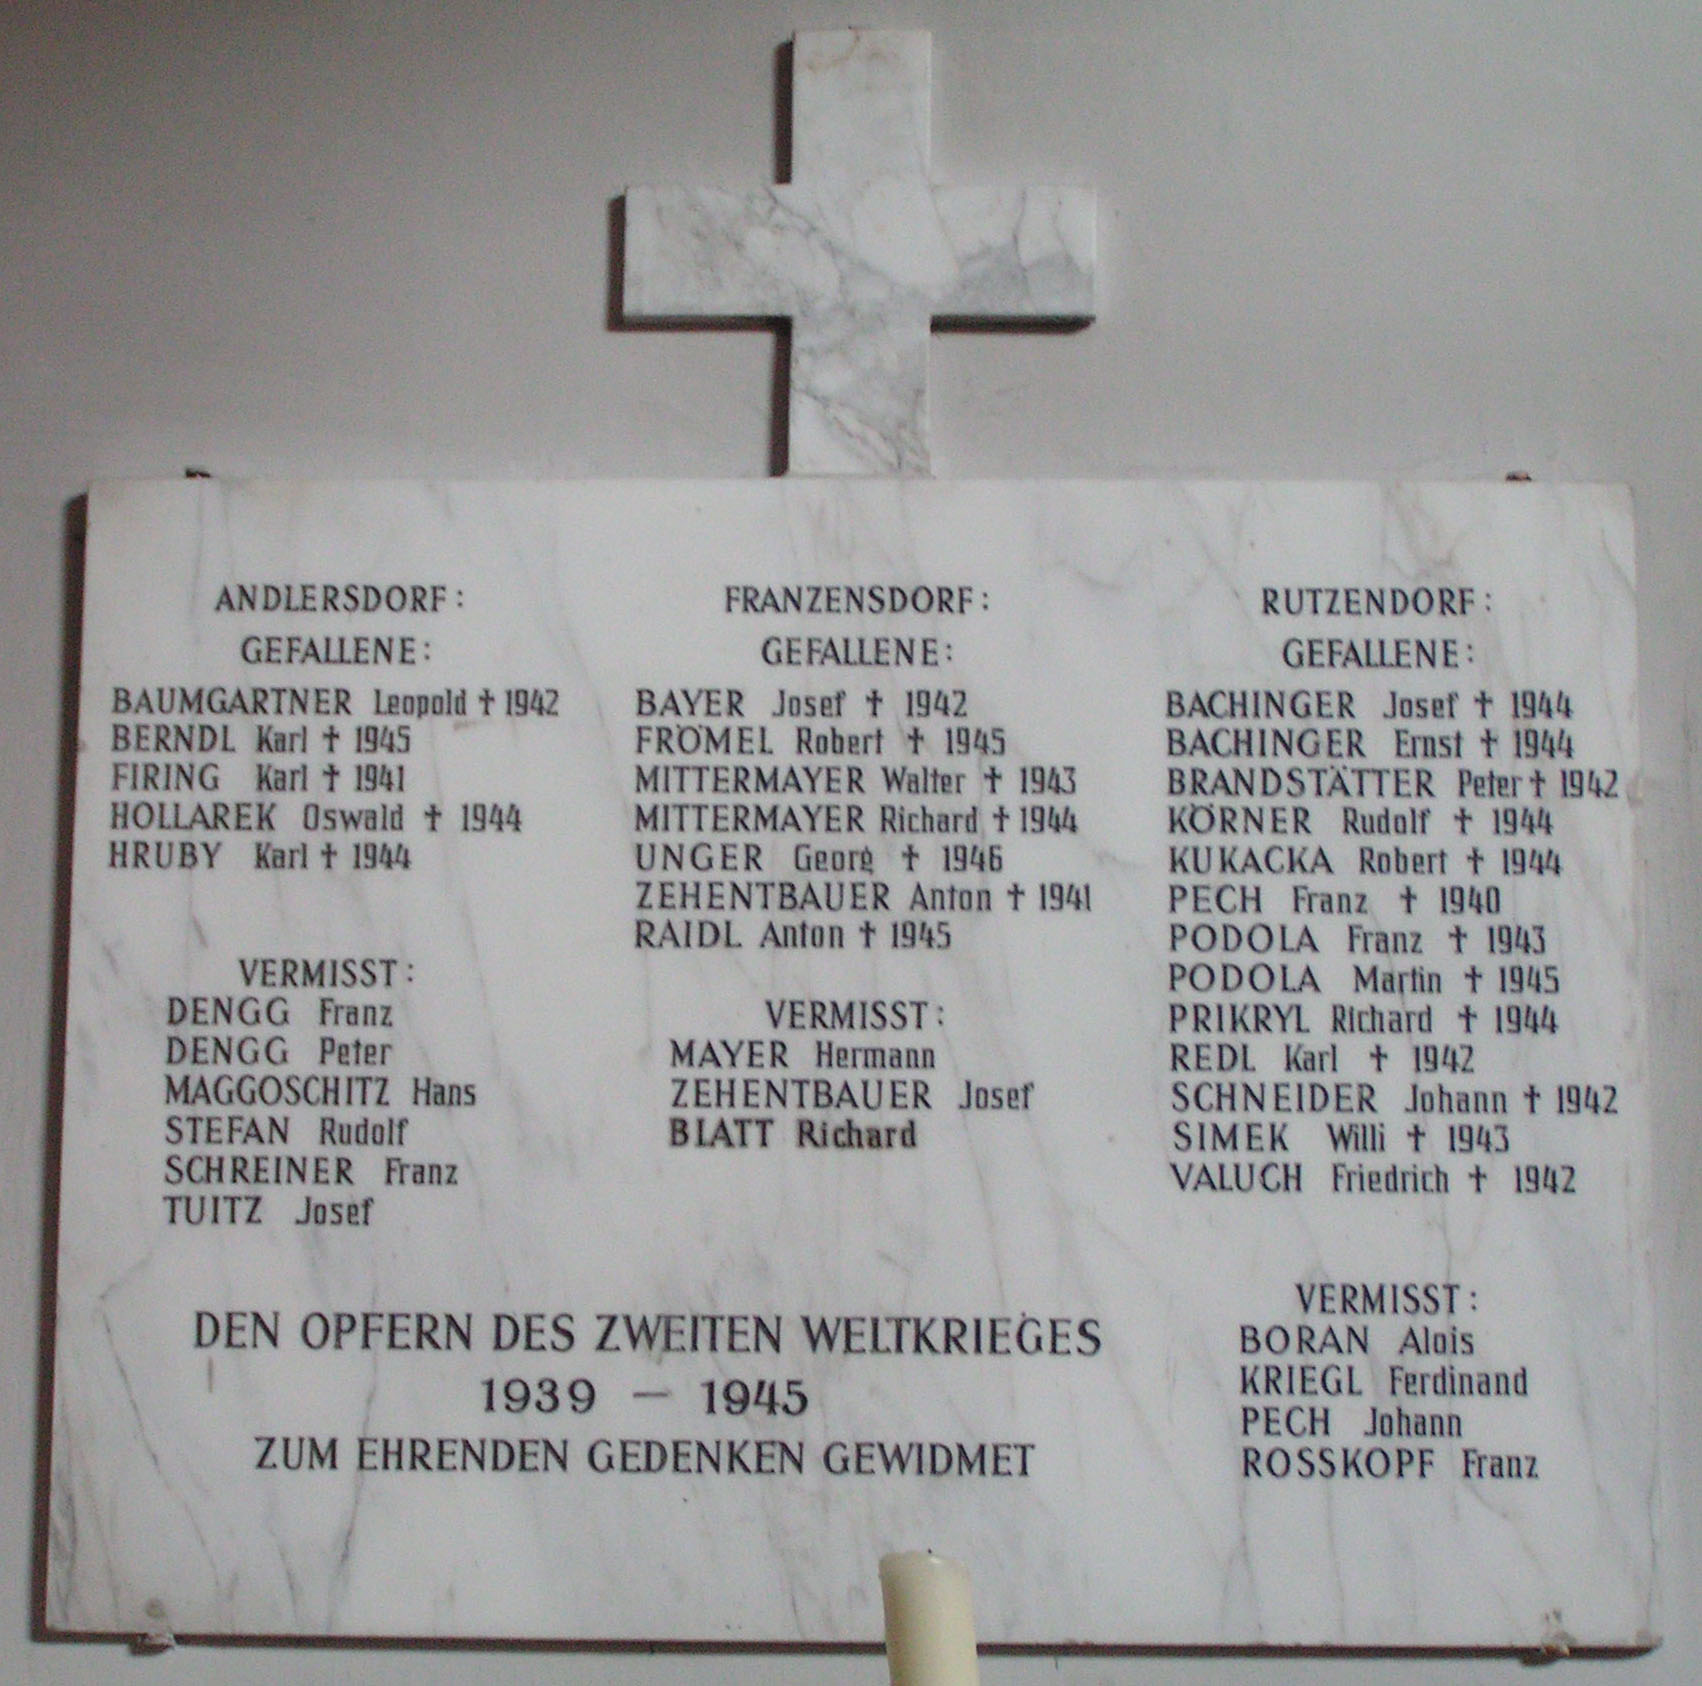 ANDLERSDORF:
GEFALLENE:
BAUMGARTNER Leopold † 1942
BERNDL Karl † 1945
FIRING Karl † 1941
HOLLAREK Oswald † 1944
HRUBY Karl † 1944
VERMISST:
DENGG Franz
DENGG Peter
MAGGOSCHITZ Hans
STEFAN Rudolf
SCHREINER Franz
TUITZ Josef
FRANZENSDORF:
GEFALLENE:
BAYER Josef † 1942
FRÖMEL Robert † 1945
MITTERMAYER Walter † 1943
MITTERMAYER Richard † 1944
UNGER Georg † 1946
ZEHENTBAUER Anton † 1941
RAIDL Anton † 1945
VERMISST:
MAYER Hermann
ZEHENTBAUER Josef
BLATT Richard
RUTZENDORF:
GEFALLENE:
BACHINGER Josef † 1944
BACHINGER Ernst † 1944
BRANDSTÄTTER Peter † 1942
KÖRNER Rudolf † 1944
KUKACKA Robert † 1944
PECH Franz † 1940
PODOLA Franz † 1943
PODOLA Martin † 1945
PRIKRYL Richard † 1944
REDL Karl † 1942
SCHNEIDER Johann † 1942
SIMEK Willi † 1943
VALUCH Friedrich † 1942
VERMISST:
BORAN Alois
KRIEGL Ferdinand
PECH Johann
ROSSKOPF Franz
DEN OPFERN DES ZWEITEN WELTKRIEGES
1939 – 1945
ZUM EHRENDEN GEDENKEN GEWIDMET